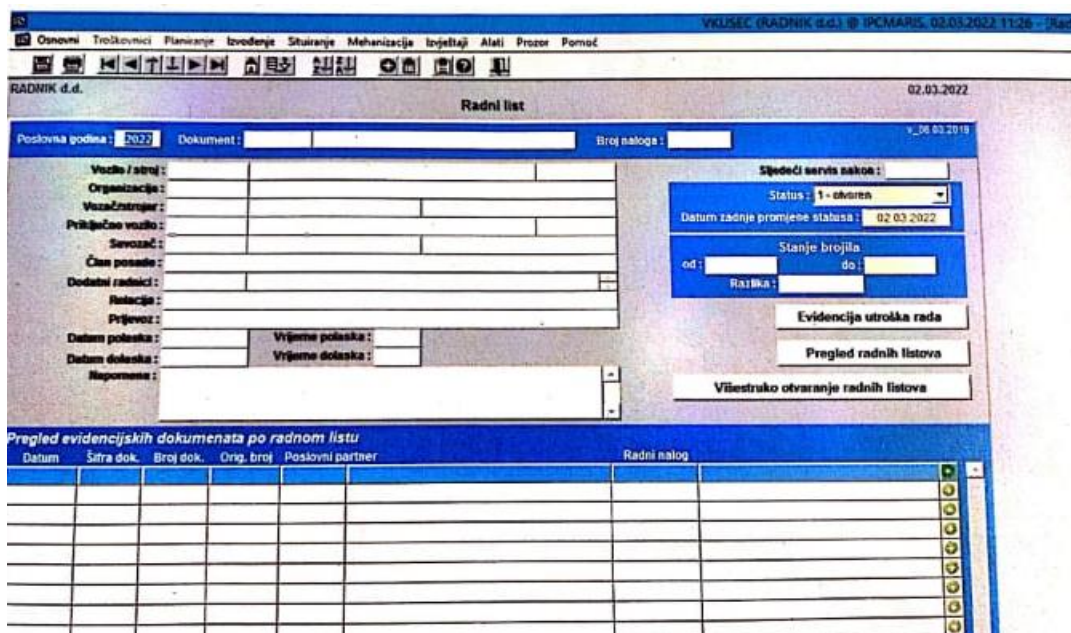 VKUSEC (RADNIK d.d.) @ IPCMARIS, 02.03.2022 11:26 - [Rad
Osnovni Troškovnici Planiranje Izvođenje Situiranje Mehanizacija Izvještaji Alati Prozor Pomoć
RADNIK d.d. 02.03.2022
Radni list
Poslovna godina : 2022 Dokument : Broj naloga : v_06.03.2019
Vozilo / stroj : Sljedeći servis nakon :
Organizacija : Status : 1 - otvoren
Vozač/strojar : Datum zadnje promjene statusa : 02.03.2022
Priključno vozilo :
Suvozač : Stanje brojila
Član posade : od : do :
Dodatni radnici : Razlika :
Relacija :
Prijevoz : Evidencija utroška rada
Datum polaska : Vrijeme polaska :
Datum dolaska : Vrijeme dolaska : Pregled radnih listova
Napomena : Višestruko otvaranje radnih listova
Pregled evidencijskih dokumenata po radnom listu
Datum Šifra dok. Broj dok. Orig. broj Poslovni partner Radni nalog